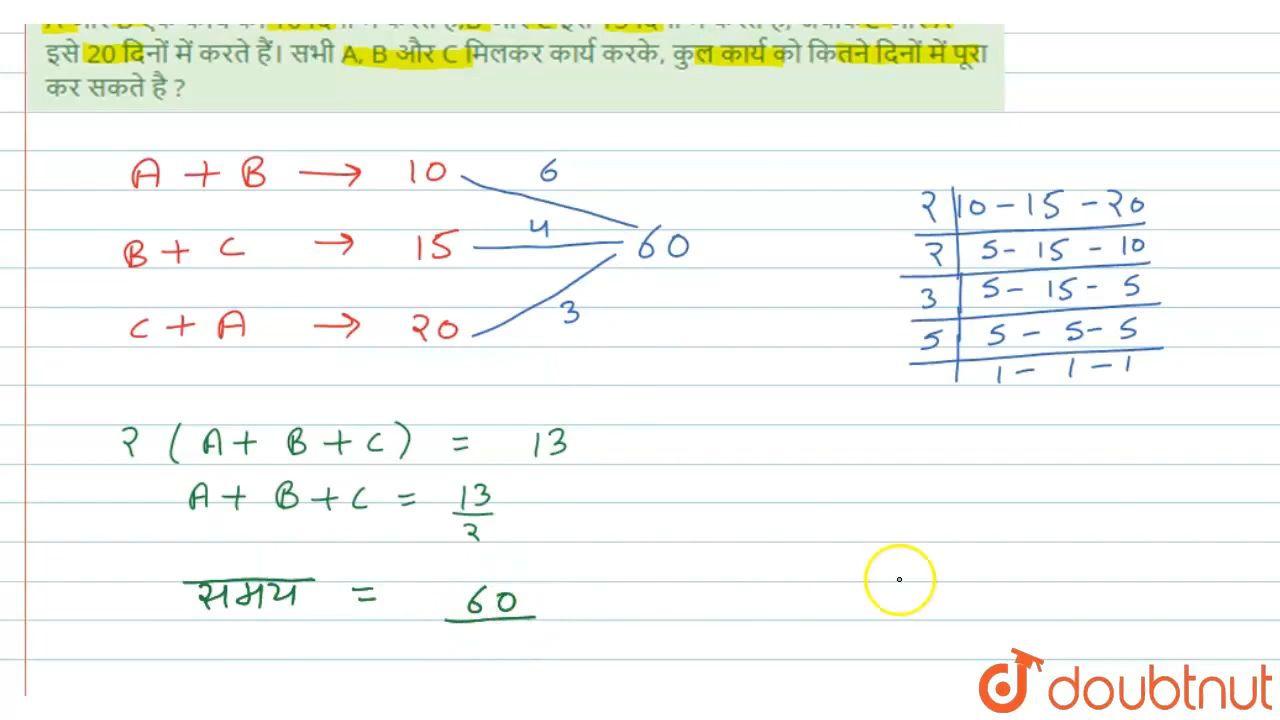 इसे 20 दिनों में करते हैं। सभी A, B और C मिलकर कार्य करके, कुल कार्य को कितने दिनों में पूरा
कर सकते है ?
A + B → 10 6
B + C → 15 4 60
C + A → 20 3
2 | 10 - 15 - 20
2 | 5 - 15 - 10
3 | 5 - 15 - 5
5 | 5 - 5 - 5
1 - 1 - 1
2 ( A + B + C ) = 13
A + B + C = 13
2
समय = 60
doubtnut